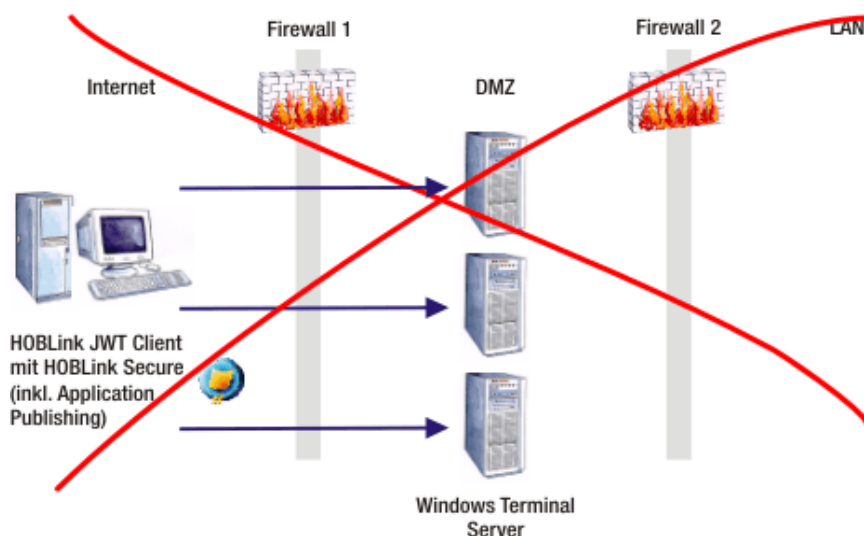 Firewall 1
Firewall 2
LAN
Internet
DMZ
HOBLink JWT Client
mit HOBLink Secure
(inkl. Application
Publishing)
Windows Terminal
Server